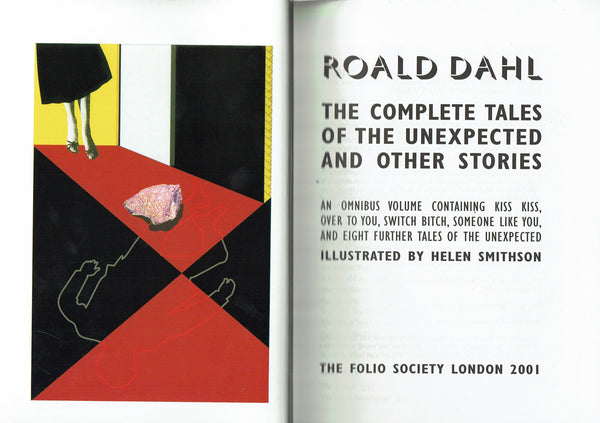 ROALD DAHL
THE COMPLETE TALES
OF THE UNEXPECTED
AND OTHER STORIES
AN OMNIBUS VOLUME CONTAINING KISS KISS,
OVER TO YOU, SWITCH BITCH, SOMEONE LIKE YOU,
AND EIGHT FURTHER TALES OF THE UNEXPECTED
ILLUSTRATED BY HELEN SMITHSON
THE FOLIO SOCIETY LONDON 2001